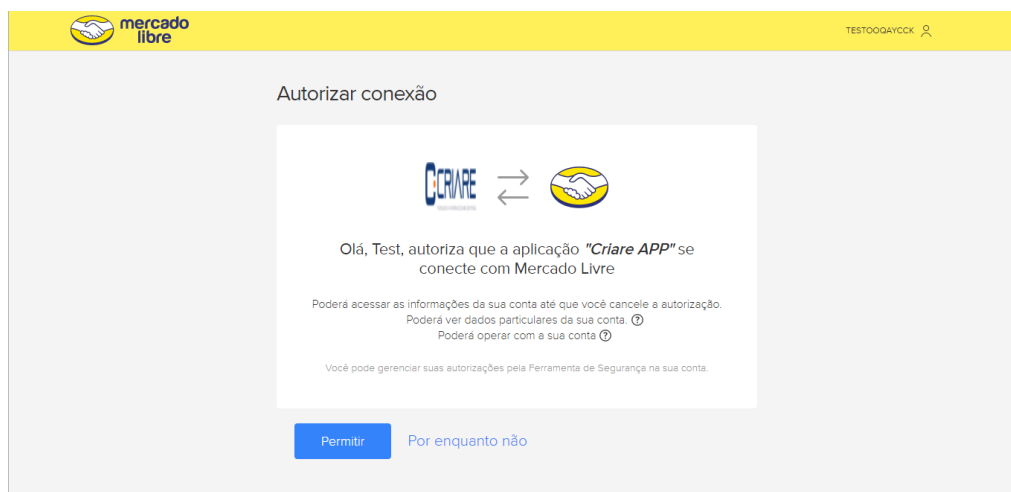 mercado
libre
TESTOOQAYCCK
Autorizar conexão
CRIARE
Olá, Test, autoriza que a aplicação "Criare APP" se
conecte com Mercado Livre
Poderá acessar as informações da sua conta até que você cancele a autorização.
Poderá ver dados particulares da sua conta. ?
Poderá operar com a sua conta ?
Você pode gerenciar suas autorizações pela Ferramenta de Segurança na sua conta.
Permitir Por enquanto não